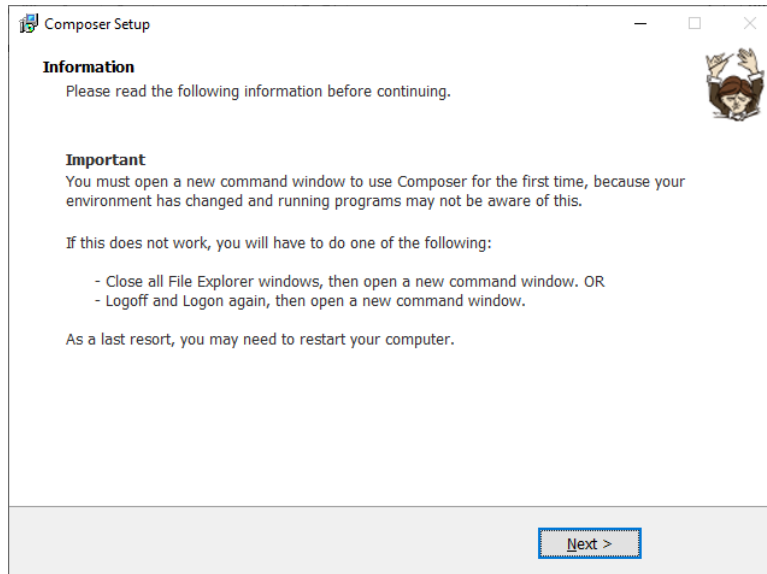 Composer Setup
Information
Please read the following information before continuing.
Important
You must open a new command window to use Composer for the first time, because your
environment has changed and running programs may not be aware of this.
If this does not work, you will have to do one of the following:
- Close all File Explorer windows, then open a new command window. OR
- Logoff and Logon again, then open a new command window.
As a last resort, you may need to restart your computer.
Next >